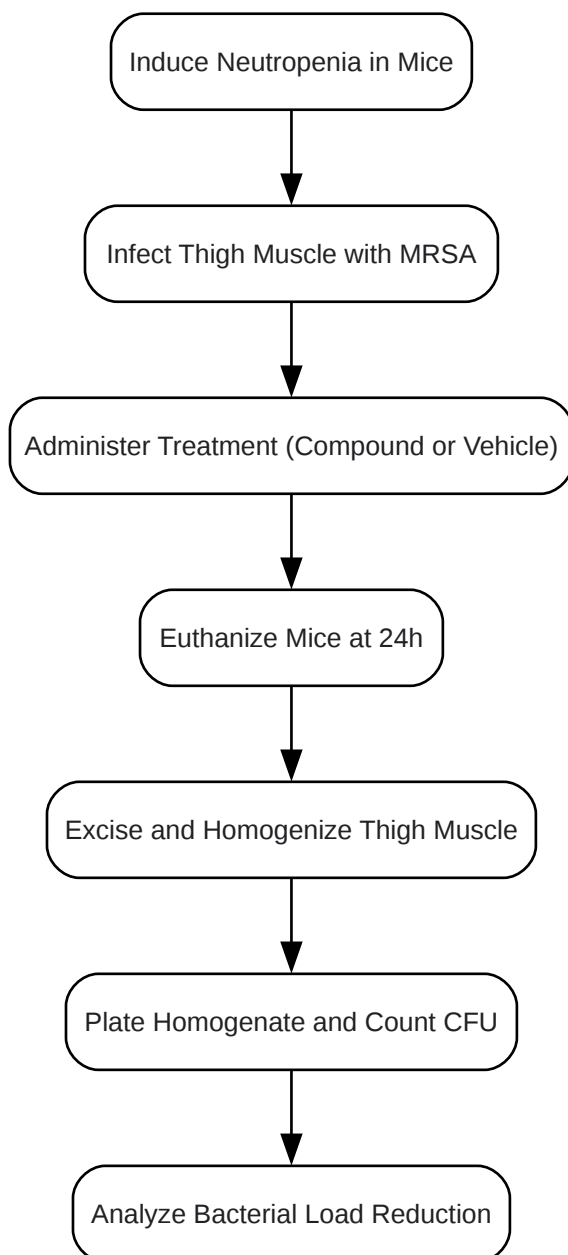 Induce Neutropenia in Mice
Infect Thigh Muscle with MRSA
Administer Treatment (Compound or Vehicle)
Euthanize Mice at 24h
Excise and Homogenize Thigh Muscle
Plate Homogenate and Count CFU
Analyze Bacterial Load Reduction